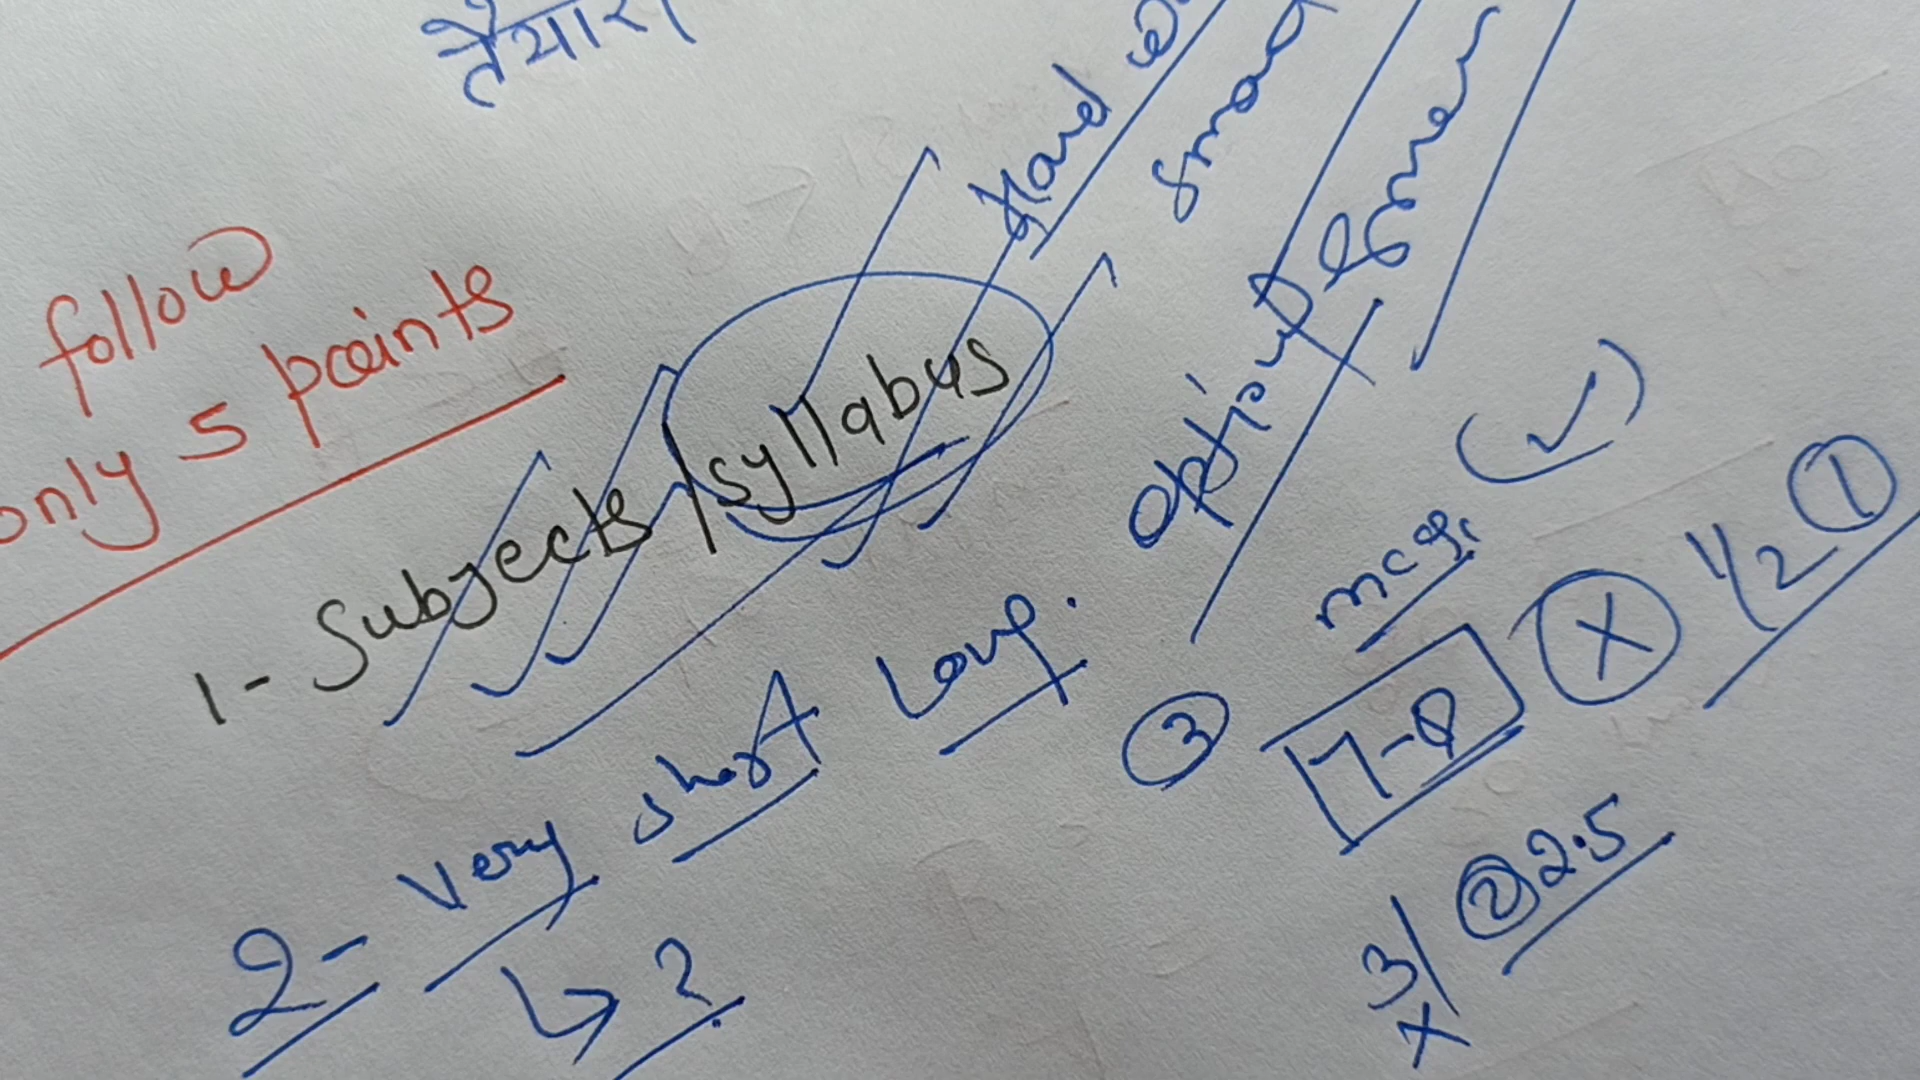 तैयारी
Hard
follow
only 5 points
1- Subjects/syllabus
optional
2- very short Long.
↳ ?
mcq. (✓)
③ 7-8 Ⓧ 1/2 ①
3/ ② 2.5
x